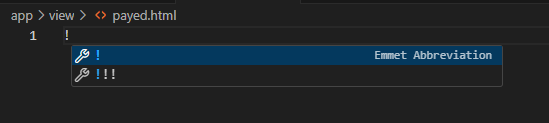 app > view > <> payed.html
1 !
! Emmet Abbreviation
!!!